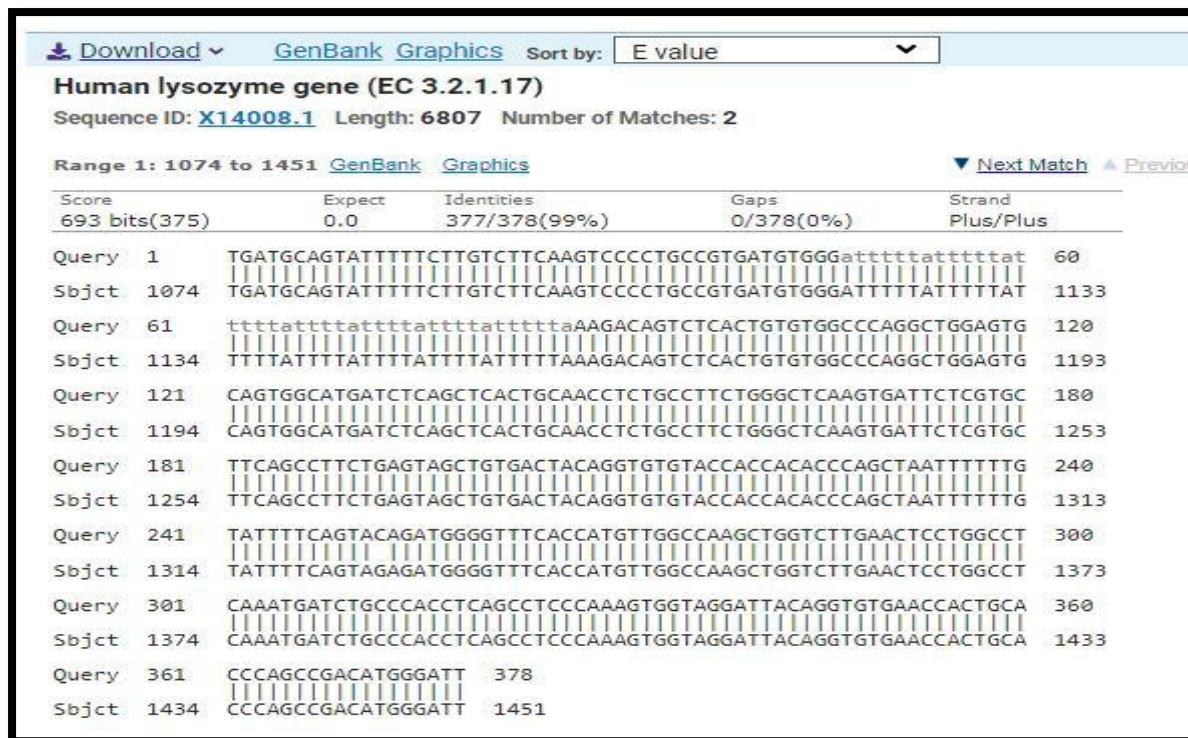 Download GenBank Graphics Sort by: E value
Human lysozyme gene (EC 3.2.1.17)
Sequence ID: X14008.1 Length: 6807 Number of Matches: 2
Range 1: 1074 to 1451 GenBank Graphics Next Match Previou
Score Expect Identities Gaps Strand
693 bits(375) 0.0 377/378(99%) 0/378(0%) Plus/Plus
Query 1 TGATGCAGTATTTTTCTTGTCTTCAAGTCCCCTGCCGTGATGTGGGatttttatttttat 60
Sbjct 1074 TGATGCAGTATTTTTCTTGTCTTCAAGTCCCCTGCCGTGATGTGGGATTTTTATTTTTAT 1133
Query 61 ttttattttattttattttatttttaAAGACAGTCTCACTGTGTGGCCCAGGCTGGAGTG 120
Sbjct 1134 TTTTATTTTATTTTATTTTATTTTTAAAGACAGTCTCACTGTGTGGCCCAGGCTGGAGTG 1193
Query 121 CAGTGGCATGATCTCAGCTCACTGCAACCTCTGCCTTCTGGGCTCAAGTGATTCTCGTGC 180
Sbjct 1194 CAGTGGCATGATCTCAGCTCACTGCAACCTCTGCCTTCTGGGCTCAAGTGATTCTCGTGC 1253
Query 181 TTCAGCCTTCTGAGTAGCTGTGACTACAGGTGTGTACCACCACACCCAGCTAATTTTTTG 240
Sbjct 1254 TTCAGCCTTCTGAGTAGCTGTGACTACAGGTGTGTACCACCACACCCAGCTAATTTTTTG 1313
Query 241 TATTTTCAGTACAGATGGGGTTTCACCATGTTGGCCAAGCTGGTCTTGAACTCCTGGCCT 300
Sbjct 1314 TATTTTCAGTAGAGATGGGGTTTCACCATGTTGGCCAAGCTGGTCTTGAACTCCTGGCCT 1373
Query 301 CAAATGATCTGCCCACCTCAGCCTCCCAAAGTGGTAGGATTACAGGTGTGAACCACTGCA 360
Sbjct 1374 CAAATGATCTGCCCACCTCAGCCTCCCAAAGTGGTAGGATTACAGGTGTGAACCACTGCA 1433
Query 361 CCCAGCCGACATGGGATT 378
Sbjct 1434 CCCAGCCGACATGGGATT 1451